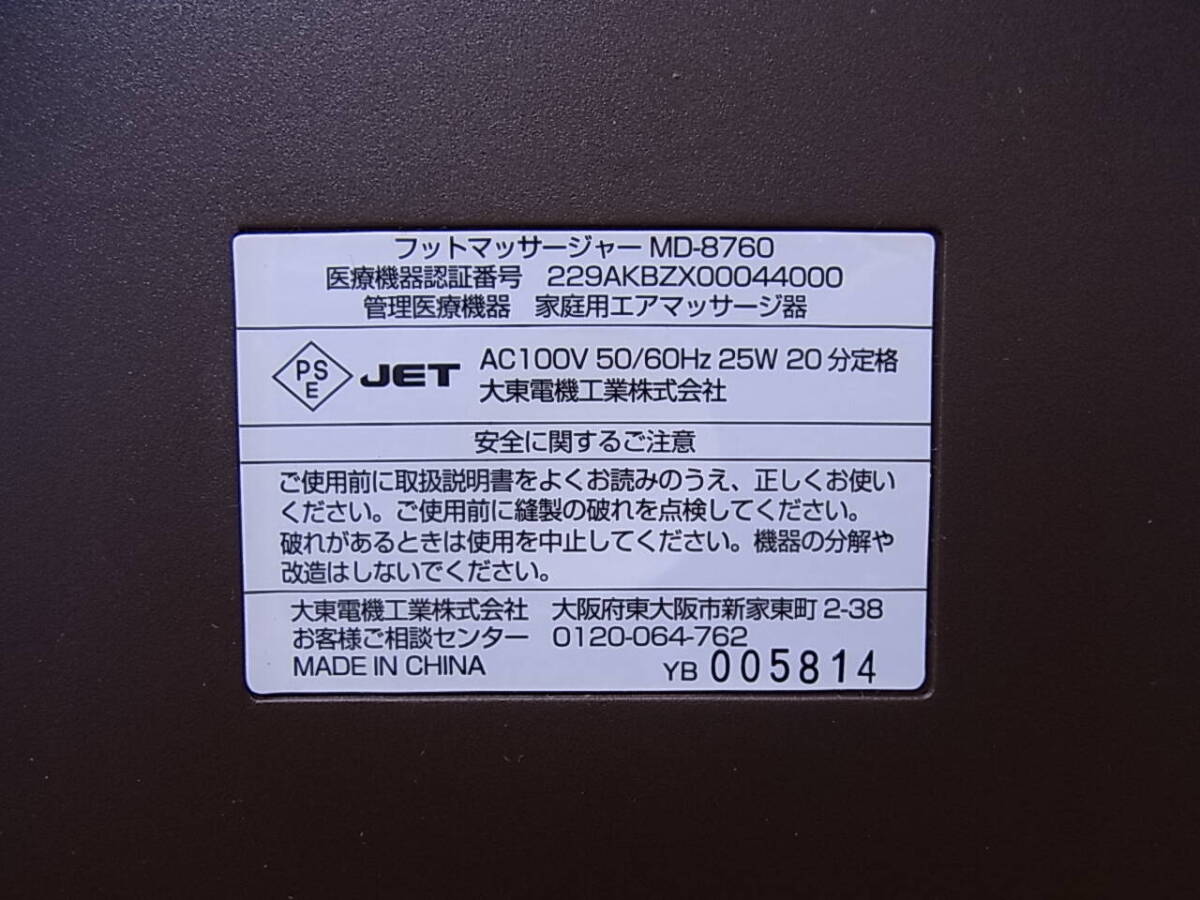 フットマッサージャー MD-8760
医療機器認証番号 229AKBZX00044000
管理医療機器 家庭用エアマッサージ器
PS
E
JET
AC100V 50/60Hz 25W 20分定格
大東電機工業株式会社
安全に関するご注意
ご使用前に取扱説明書をよくお読みのうえ、正しくお使い
ください。ご使用前に縫製の破れを点検してください。
破れがあるときは使用を中止してください。機器の分解や
改造はしないでください。
大東電機工業株式会社 大阪府東大阪市新家東町 2-38
お客様ご相談センター 0120-064-762
MADE IN CHINA YB 005814